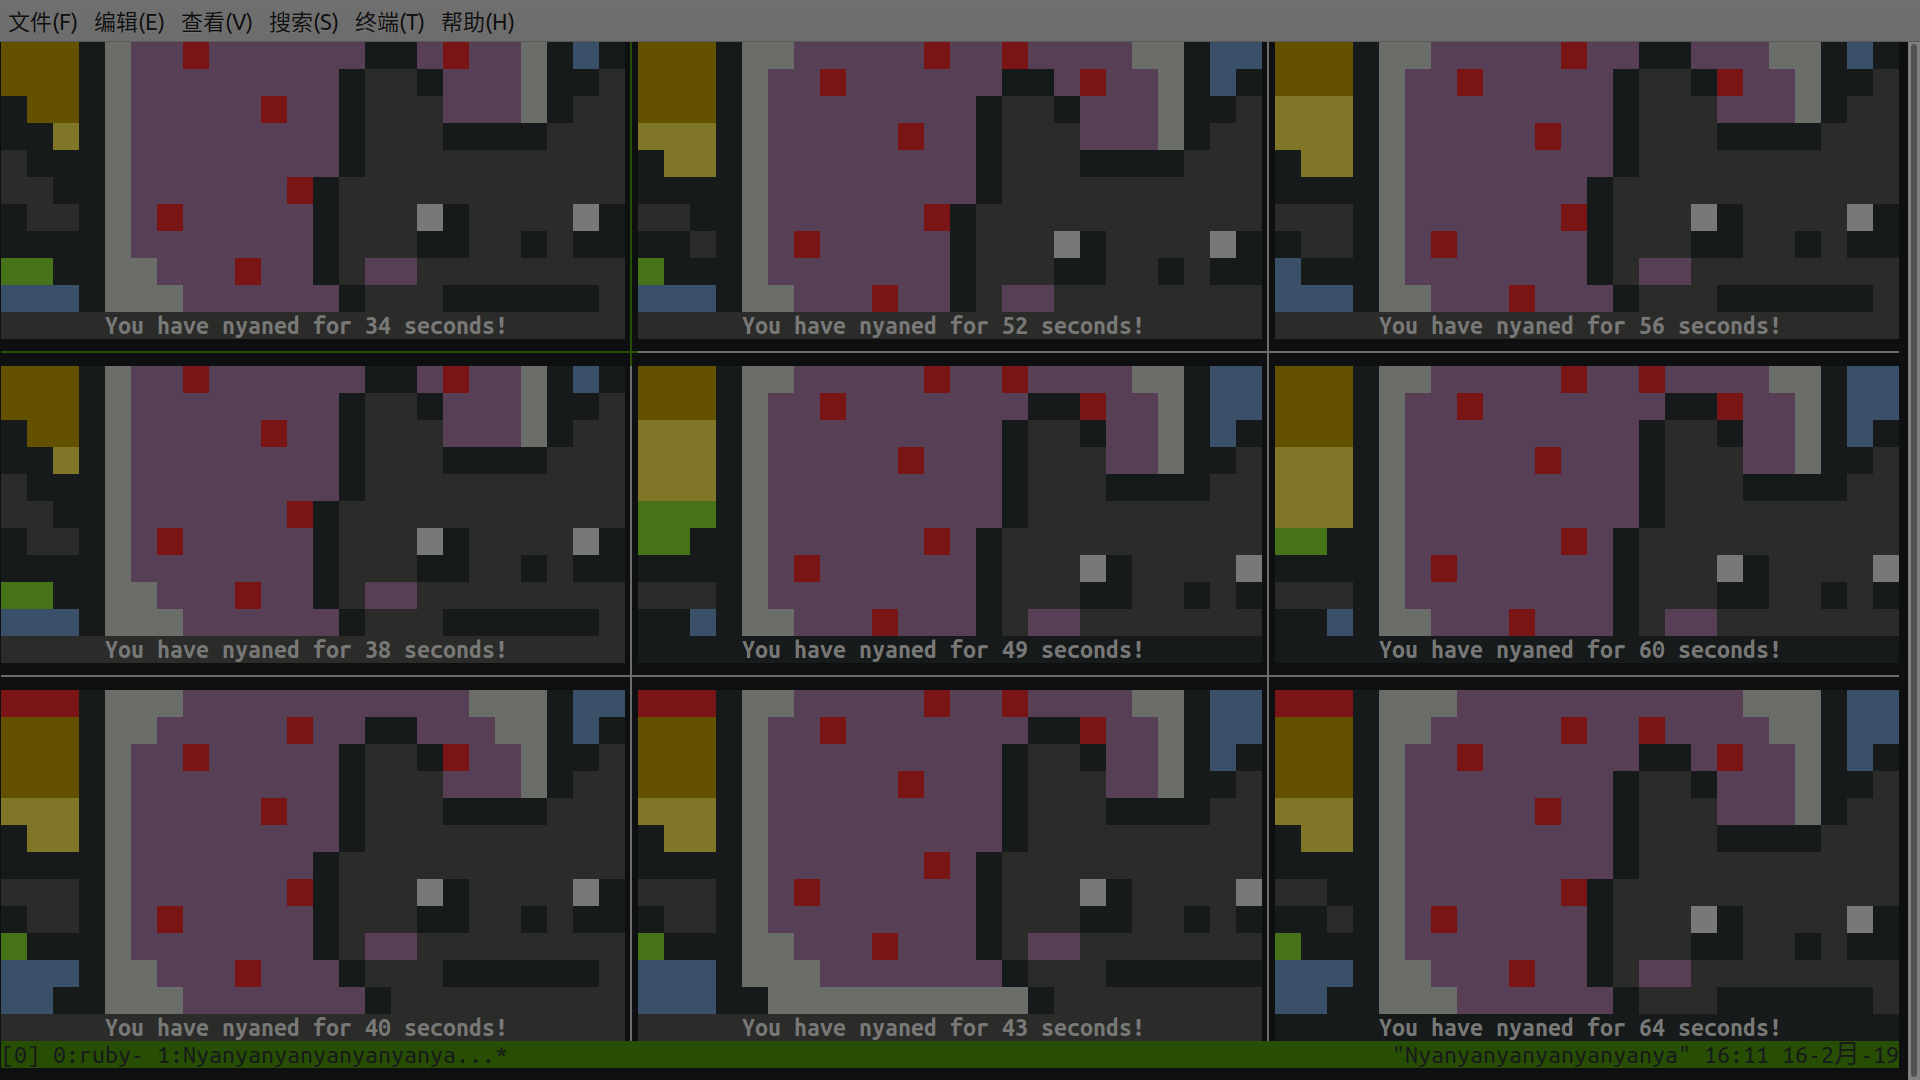 文件(F) 编辑(E) 查看(V) 搜索(S) 终端(T) 帮助(H)
You have nyaned for 34 seconds!
You have nyaned for 52 seconds!
You have nyaned for 56 seconds!
You have nyaned for 38 seconds!
You have nyaned for 49 seconds!
You have nyaned for 60 seconds!
You have nyaned for 40 seconds!
You have nyaned for 43 seconds!
You have nyaned for 64 seconds!
[0] 0:ruby- 1:Nyanyanyanyanyanyanya...* "Nyanyanyanyanyanyanya" 16:11 16-2月-19